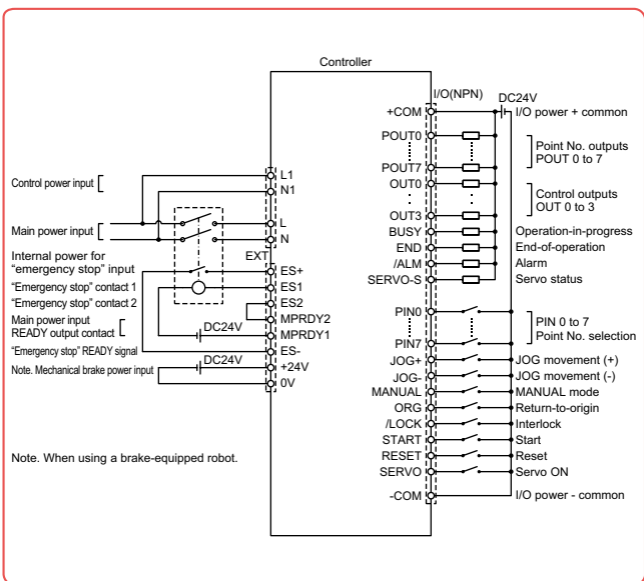 Controller
I/O(NPN)
DC24V
+COM
I/O power + common
POUT0
Point No. outputs
POUT 0 to 7
POUT7
OUT0
Control outputs
OUT 0 to 3
OUT3
BUSY
Operation-in-progress
END
End-of-operation
/ALM
Alarm
SERVO-S
Servo status
PIN0
PIN 0 to 7
Point No. selection
PIN7
JOG+
JOG movement (+)
JOG-
JOG movement (-)
MANUAL
MANUAL mode
ORG
Return-to-origin
/LOCK
Interlock
START
Start
RESET
Reset
SERVO
Servo ON
-COM
I/O power - common
Control power input
L1
N1
Main power input
L
N
EXT
Internal power for
"emergency stop" input
ES+
"Emergency stop" contact 1
ES1
"Emergency stop" contact 2
ES2
Main power input
READY output contact
MPRDY2
DC24V
MPRDY1
"Emergency stop" READY signal
ES-
DC24V
Note. Mechanical brake power input
+24V
0V
Note. When using a brake-equipped robot.